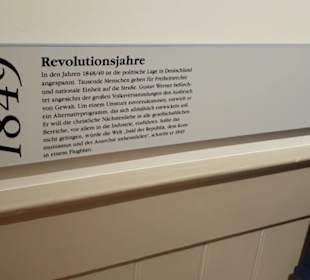 1849
Revolutionsjahre
In den Jahren 1848/49 ist die politische Lage in Deutschland
angespannt. Tausende Menschen gehen für Freiheitsrechte
und nationale Einheit auf die Straße. Gustav Werner befürch-
tet angesichts der großen Volksversammlungen den Ausbruch
von Gewalt. Um einem Umsturz zuvorzukommen, entwirft er
ein Alternativprogramm, das sich allmählich entwickeln soll.
Er will die christliche Nächstenliebe in alle gesellschaftlichen
Bereiche, vor allem in die Industrie, einführen. Sollte das
nicht gelingen, würde die Welt „bald der Republik, dem Kom-
munismus und der Anarchie anheimfallen", schreibt er 1849
in einem Flugblatt.